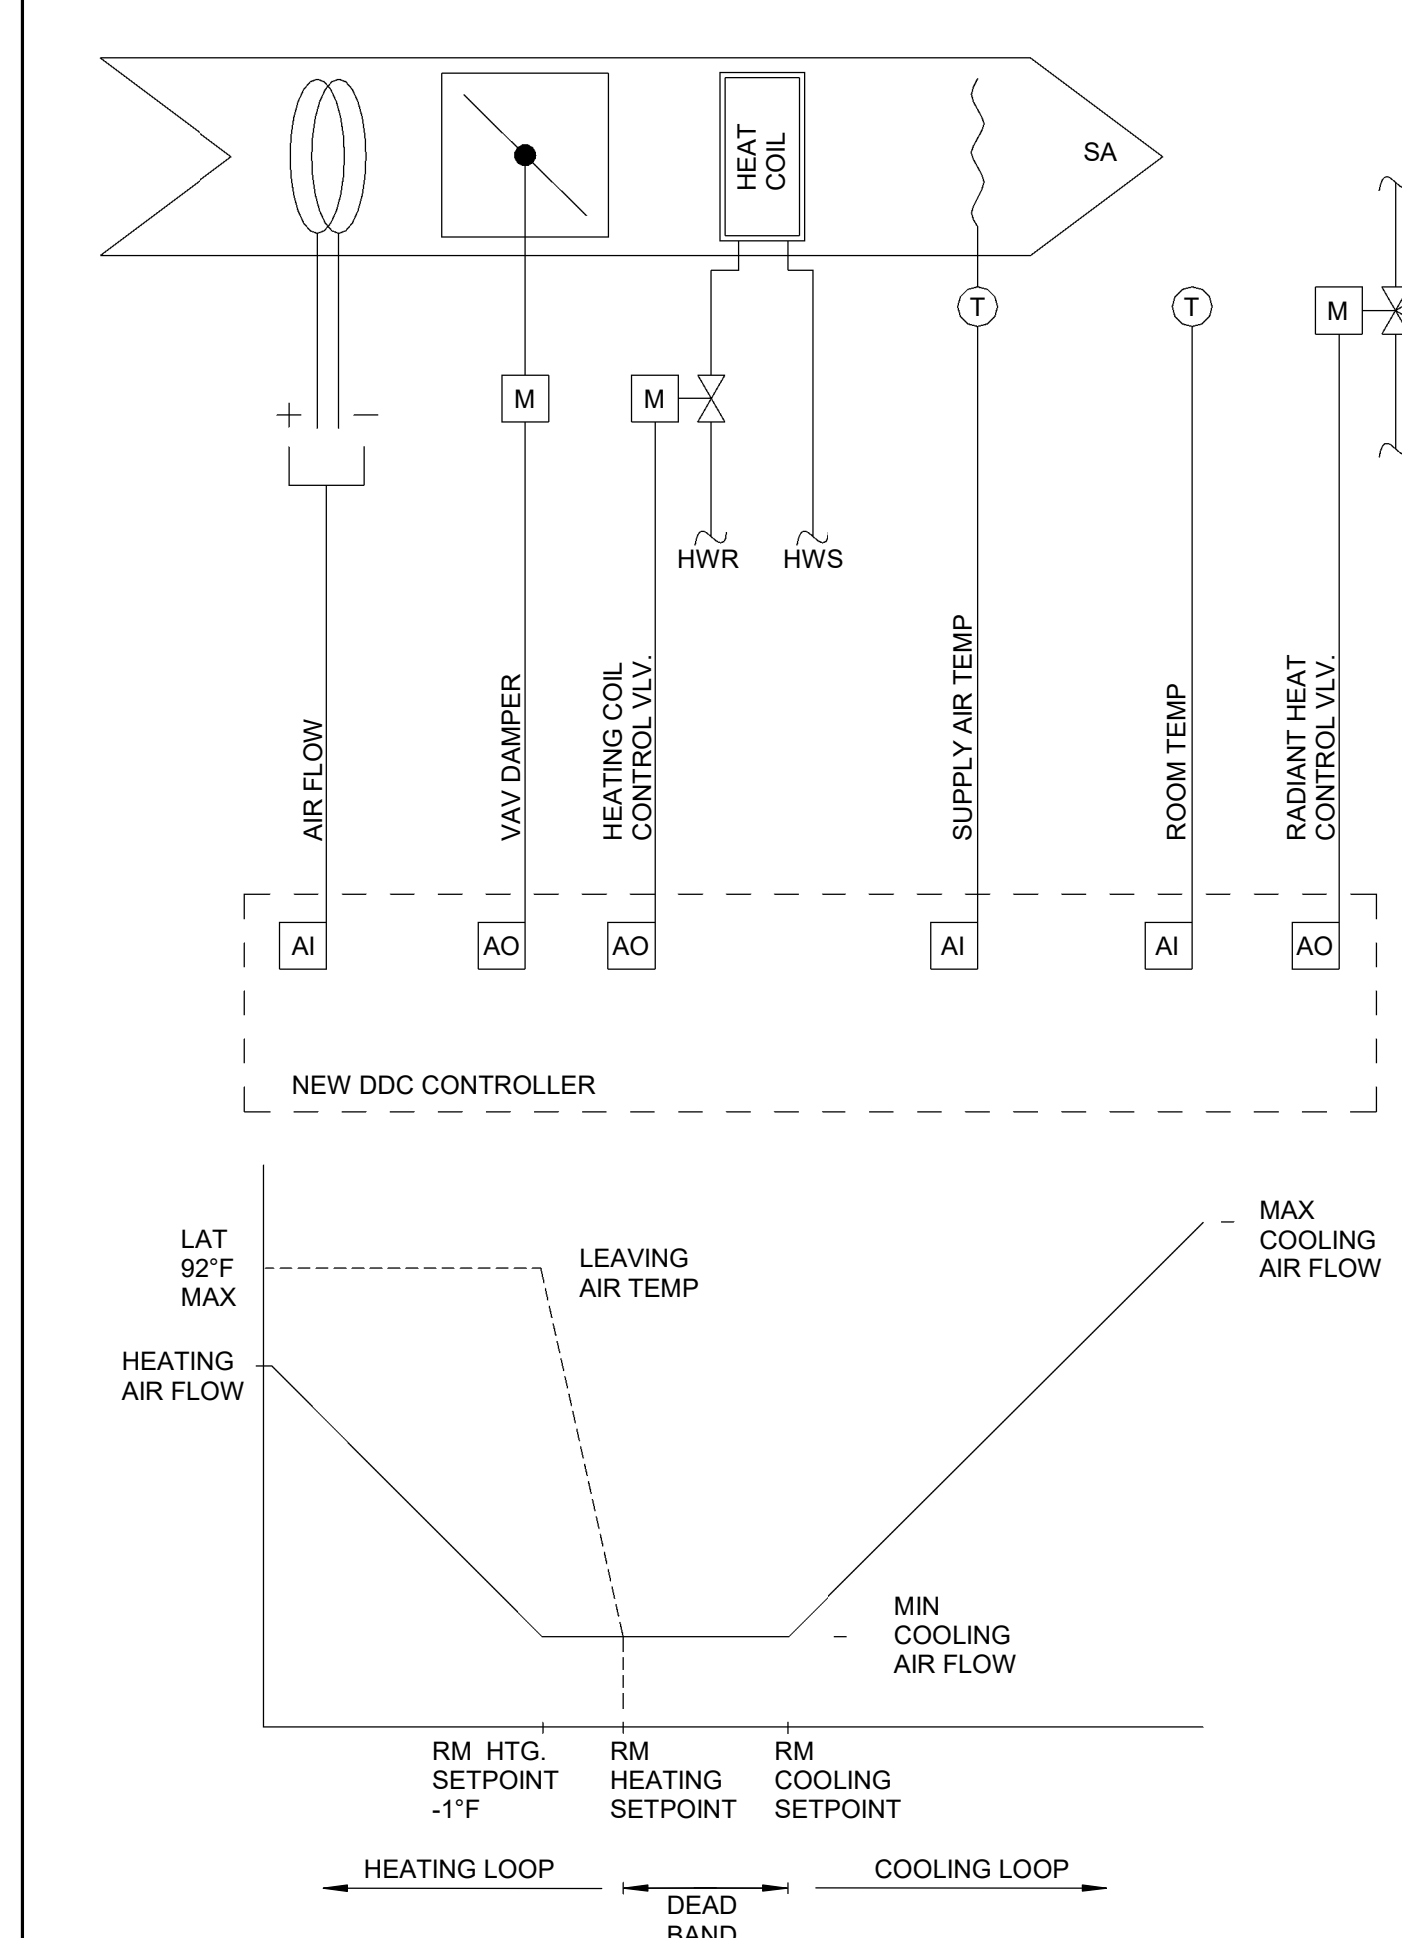 HEAT
COIL
SA
T
T
M
M
M
+
−
HWR
HWS
AIR FLOW
VAV DAMPER
HEATING COIL
CONTROL VLV.
SUPPLY AIR TEMP
ROOM TEMP
RADIANT HEAT
CONTROL VLV.
AI
AO
AO
AI
AI
AO
NEW DDC CONTROLLER
LAT
92°F
MAX
LEAVING
AIR TEMP
MAX
COOLING
AIR FLOW
HEATING
AIR FLOW
MIN
COOLING
AIR FLOW
RM HTG.
SETPOINT
-1°F
RM
HEATING
SETPOINT
RM
COOLING
SETPOINT
HEATING LOOP
COOLING LOOP
DEAD
BAND